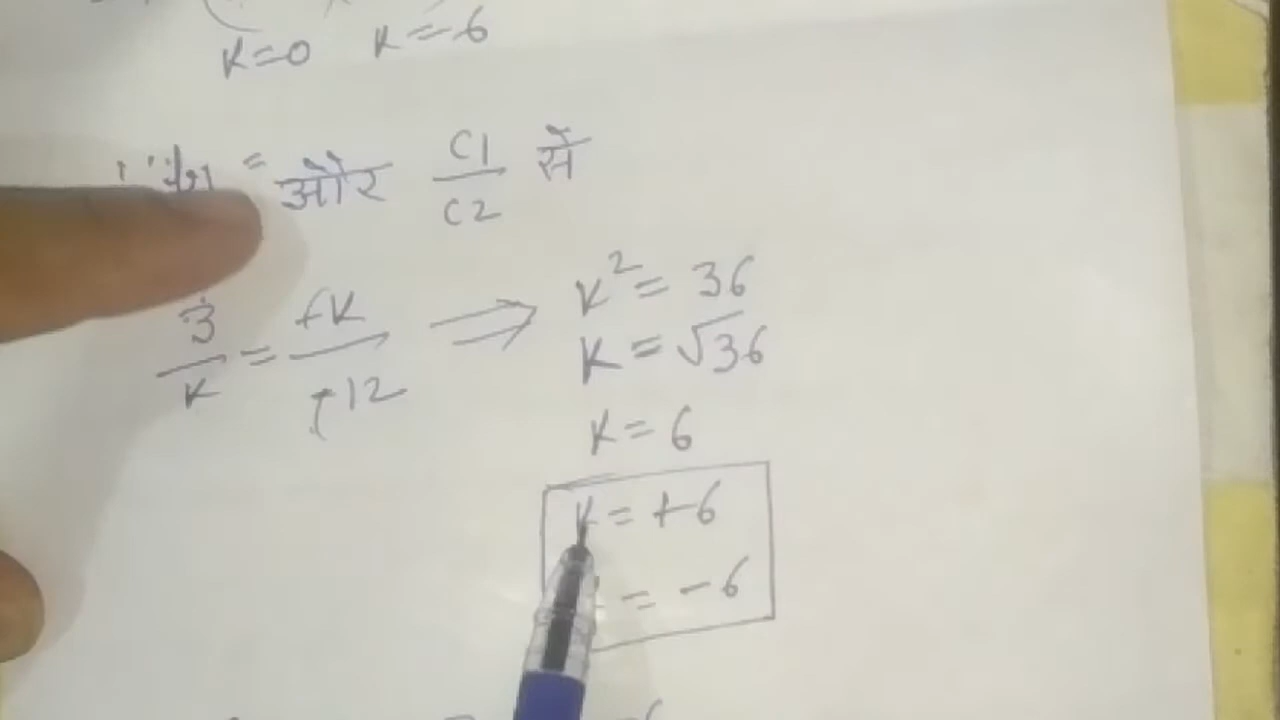 K=0 K=-6
और C1/C2 से
3/K = +K/+12 ⟹ K² = 36
K = √36
K = 6
K = +6
= -6